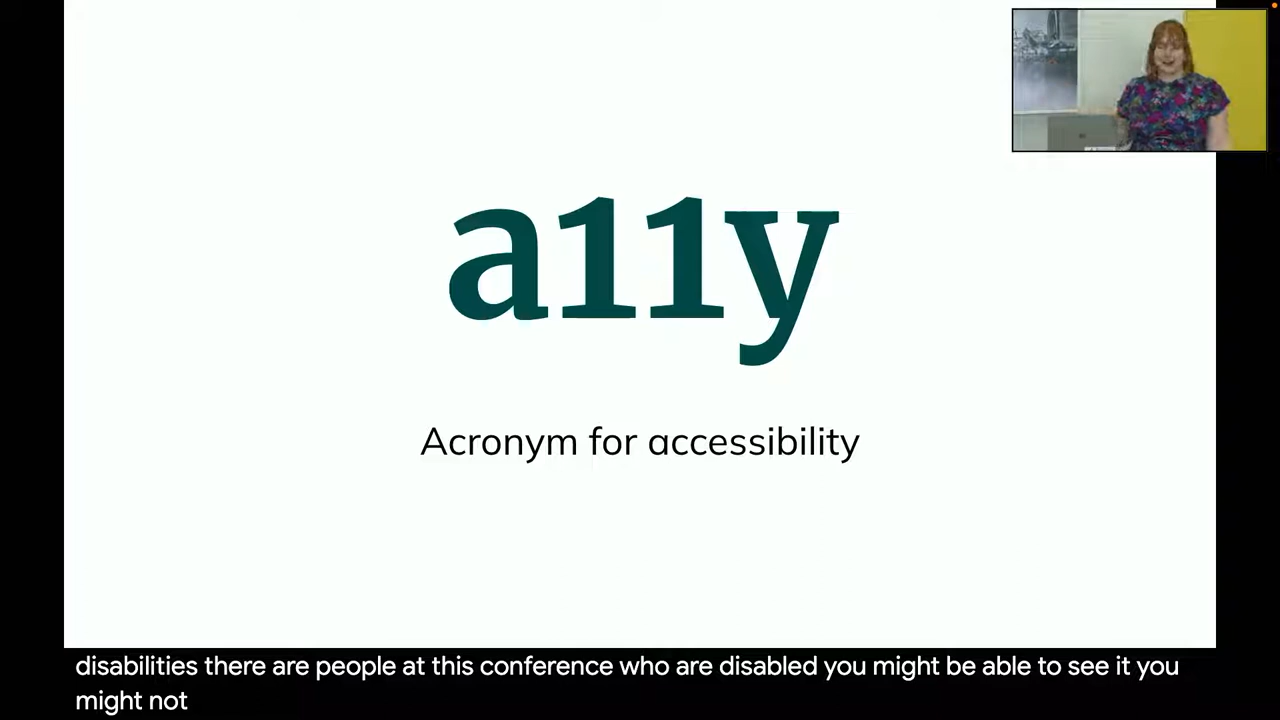 a11y
Acronym for accessibility
disabilities there are people at this conference who are disabled you might be able to see it you
might not